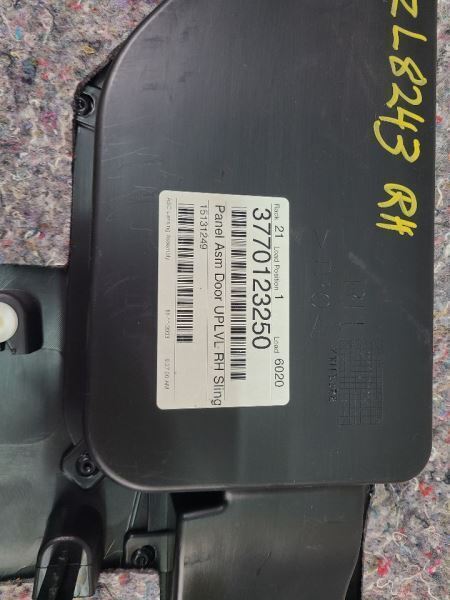 ZL8243 RH
Rack 21 Load Position 1 Load 6020
3770123250
Panel Asm Door UPLVL RH Sling
15131249